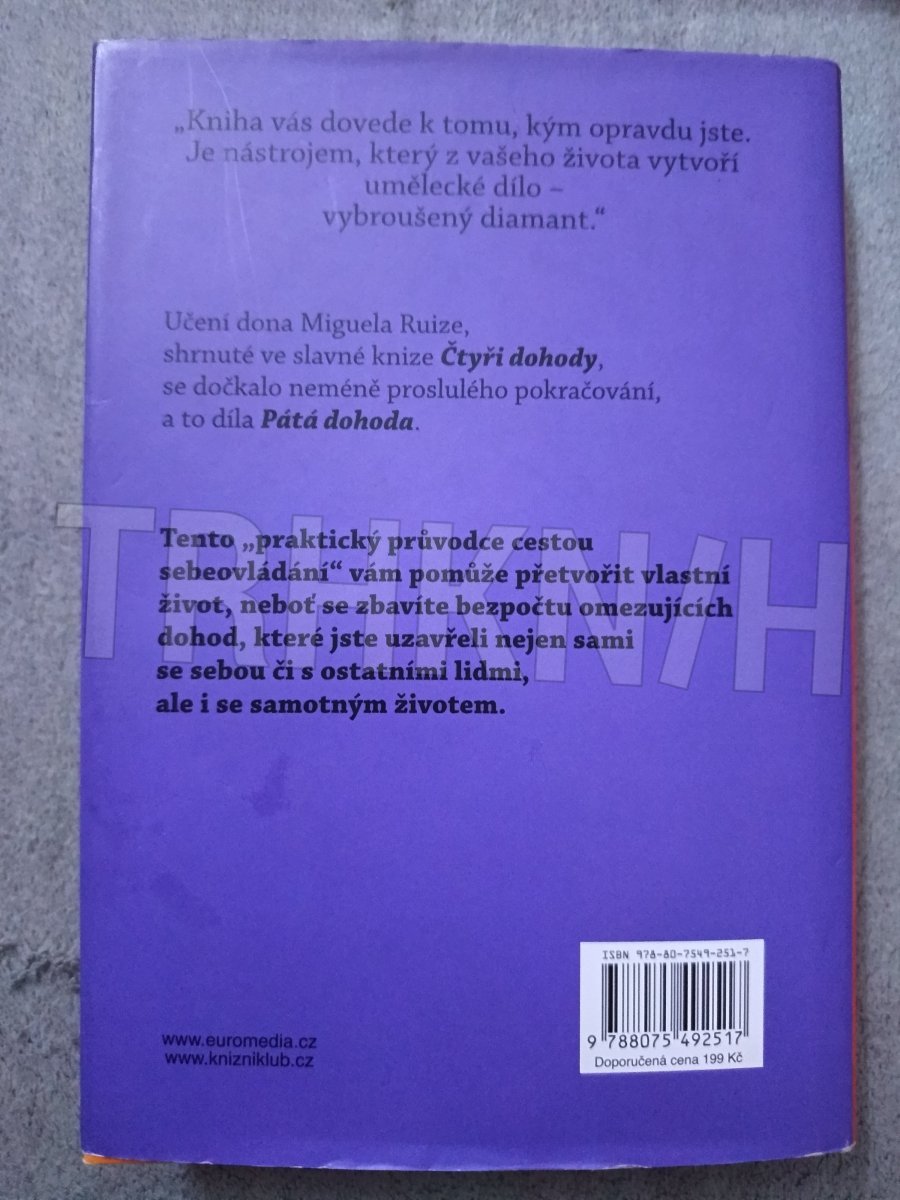 „Kniha vás dovede k tomu, kým opravdu jste.
Je nástrojem, který z vašeho života vytvoří
umělecké dílo –
vybroušený diamant.“
Učení dona Miguela Ruize,
shrnuté ve slavné knize Čtyři dohody,
se dočkalo neméně proslulého pokračování,
a to díla Pátá dohoda.
TRHKN/H
Tento „praktický průvodce cestou
sebeovládání“ vám pomůže přetvořit vlastní
život, neboť se zbavíte bezpočtu omezujících
dohod, které jste uzavřeli nejen sami
se sebou či s ostatními lidmi,
ale i se samotným životem.
www.euromedia.cz
www.knizniklub.cz
ISBN 978-80-7549-251-7
9 788075 492517
Doporučená cena 199 Kč